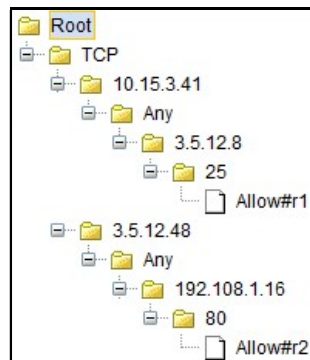 Root
TCP
10.15.3.41
Any
3.5.12.8
25
Allow#r1
3.5.12.48
Any
192.108.1.16
80
Allow#r2